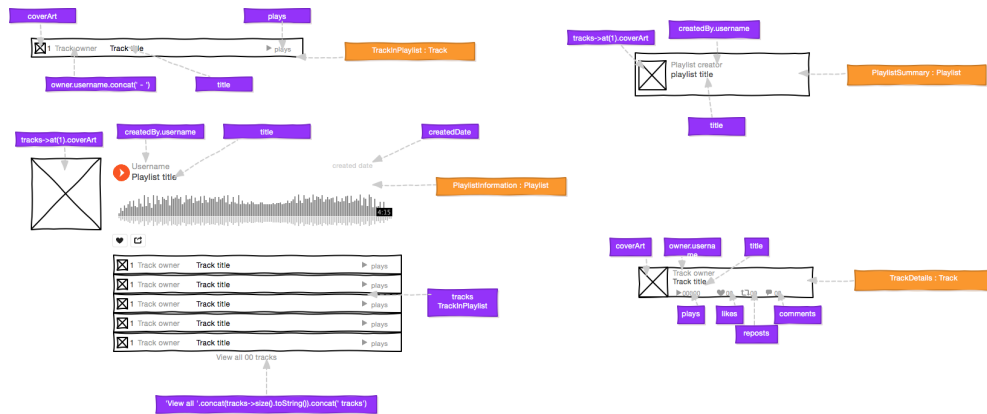 coverArt
plays
1 Track owner Track title plays
TrackInPlaylist : Track
owner.username.concat(' - ')
title
createdBy.username
tracks->at(1).coverArt
Playlist creator
playlist title
PlaylistSummary : Playlist
title
tracks->at(1).coverArt
createdBy.username
title
createdDate
Username
Playlist title
created date
PlaylistInformation : Playlist
4:15
1 Track owner Track title plays
1 Track owner Track title plays
1 Track owner Track title plays
1 Track owner Track title plays
1 Track owner Track title plays
tracks
TrackInPlaylist
View all 00 tracks
'View all '.concat(tracks->size().toString()).concat(' tracks')
coverArt
owner.userna
me
title
Track owner
Track title
TrackDetails : Track
plays
likes
reposts
comments